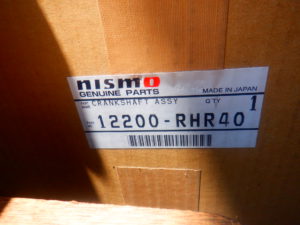 nismo
GENUINE PARTS
MADE IN JAPAN
CRANKSHAFT ASSY QTY 1
12200-RHR40